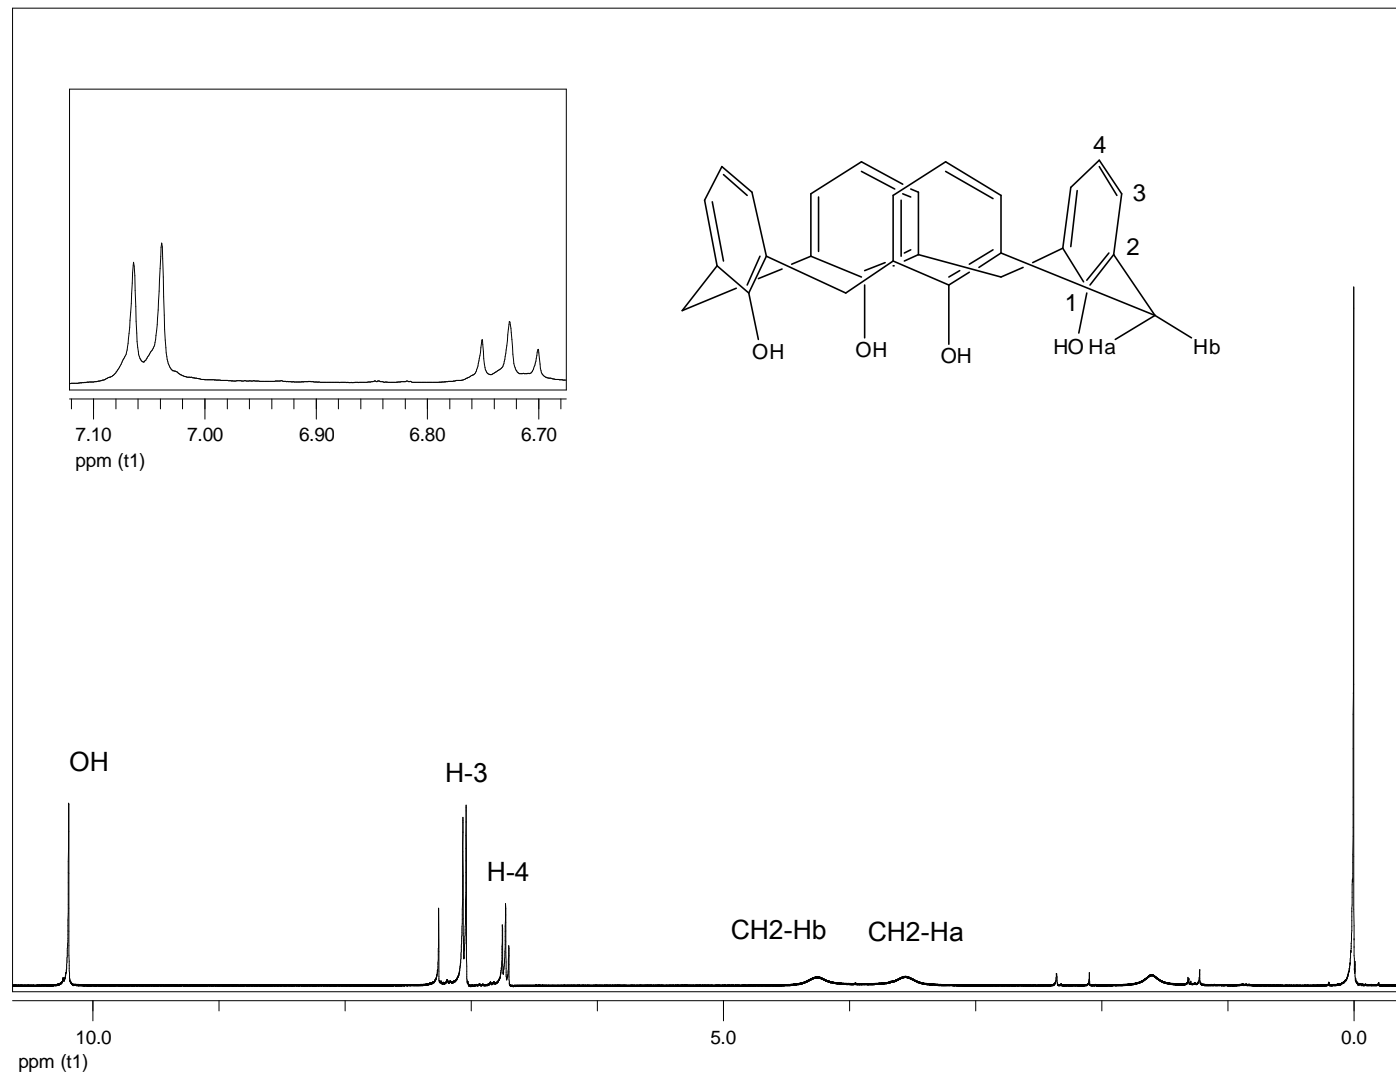 4
3
2
1
OH
OH
OH
HO
Ha
Hb
7.10
7.00
6.90
6.80
6.70
ppm (t1)
OH
H-3
H-4
CH2-Hb
CH2-Ha
10.0
5.0
0.0
ppm (t1)